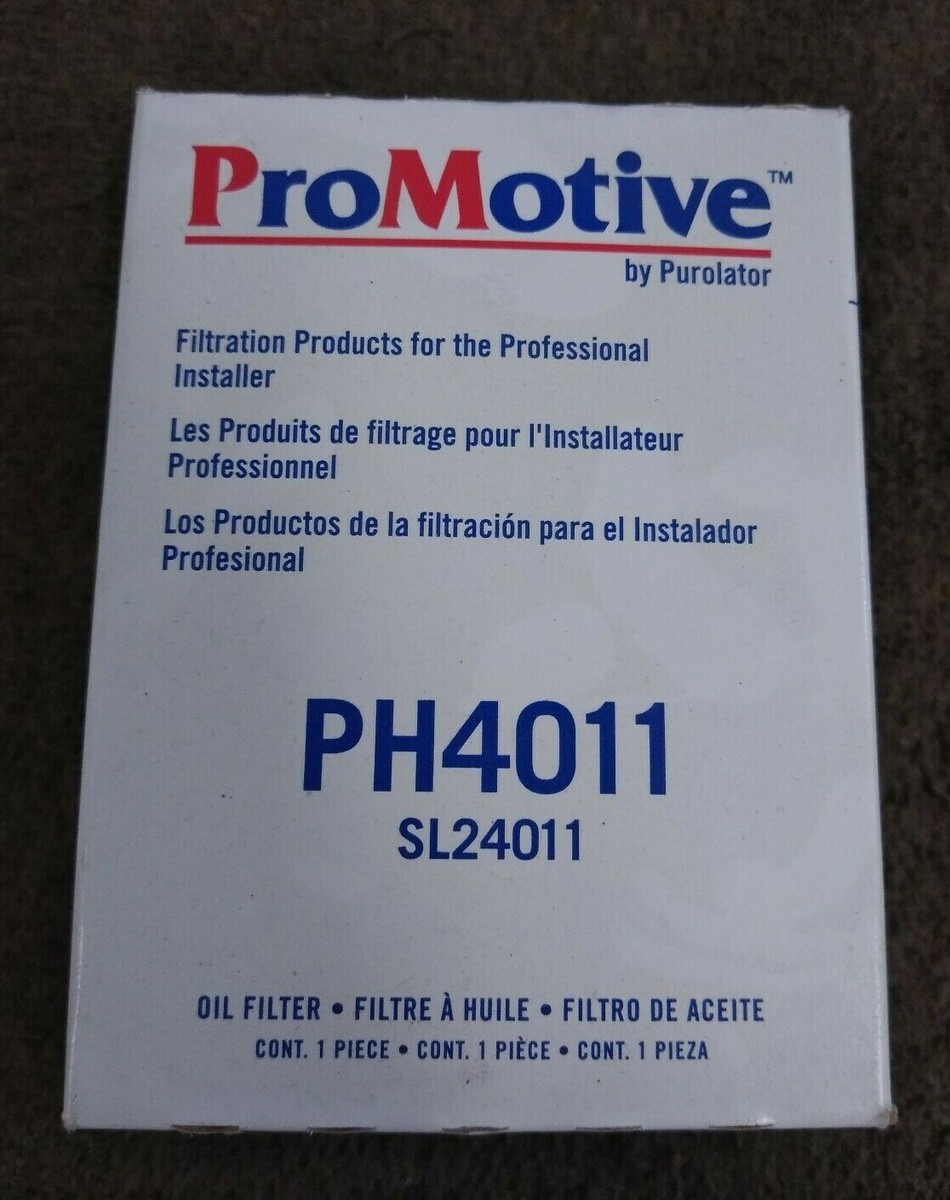 ProMotive™
by Purolator
Filtration Products for the Professional
Installer
Les Produits de filtrage pour l'Installateur
Professionnel
Los Productos de la filtración para el Instalador
Profesional
PH4011
SL24011
OIL FILTER • FILTRE À HUILE • FILTRO DE ACEITE
CONT. 1 PIECE • CONT. 1 PIÈCE • CONT. 1 PIEZA